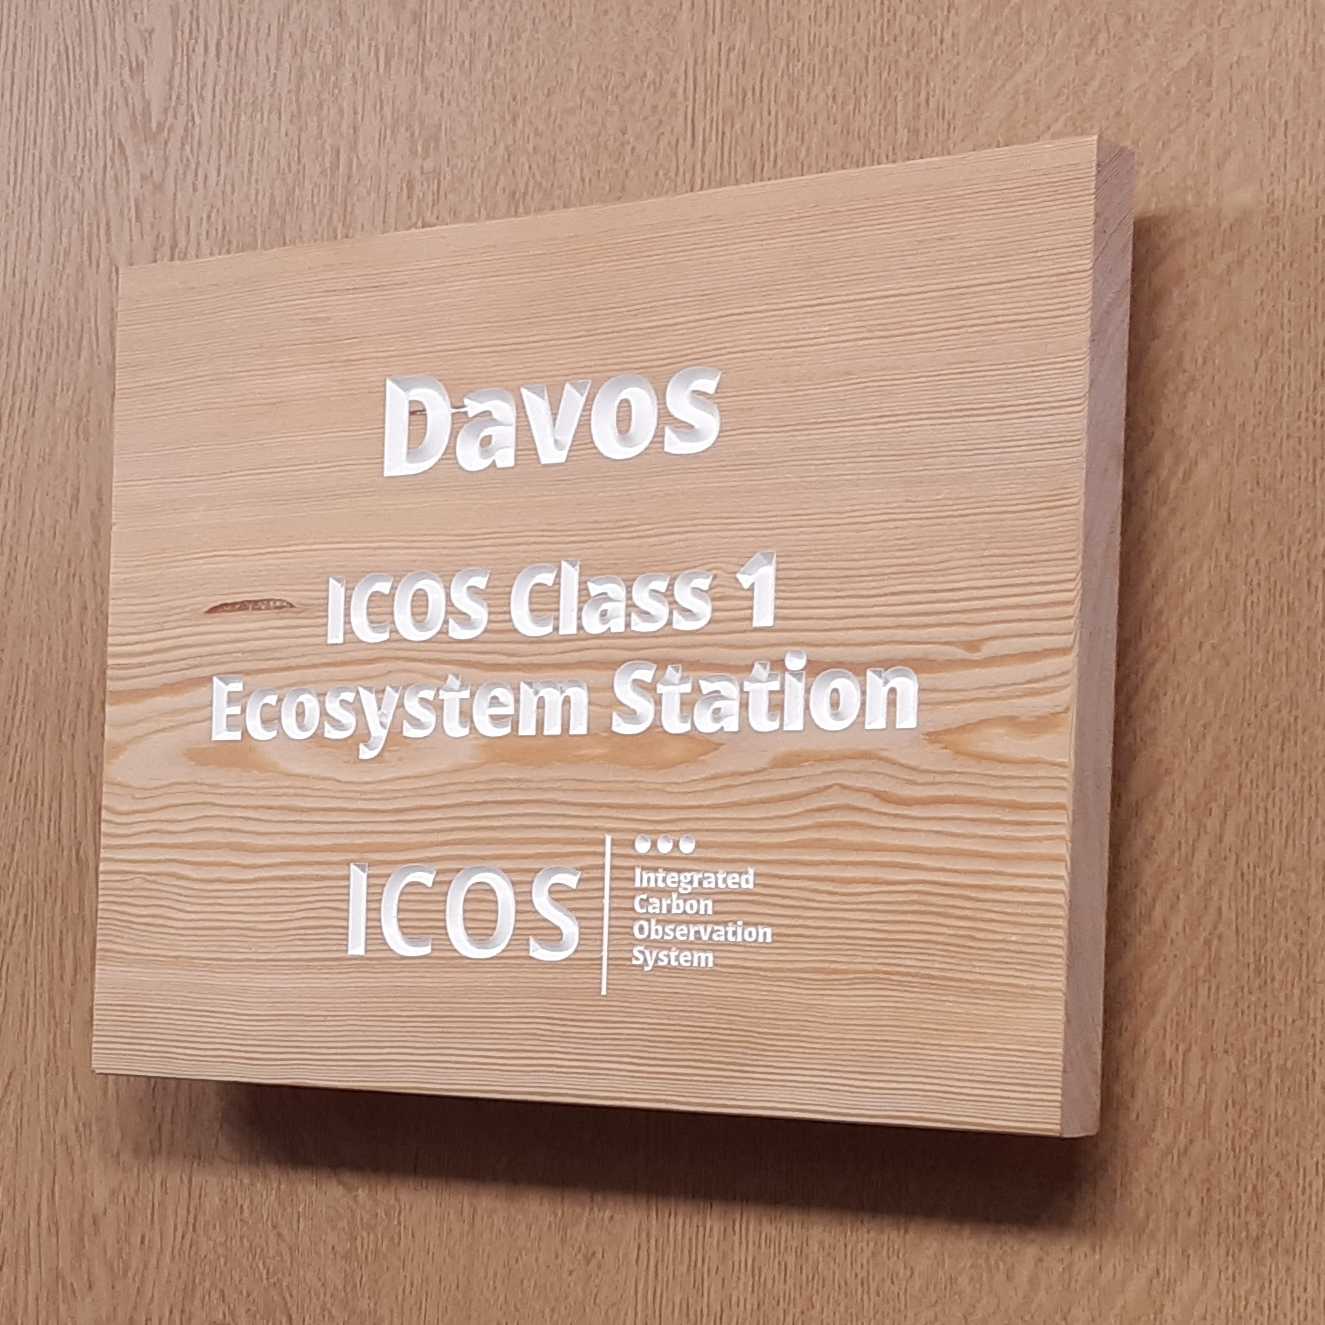 Davos
ICOS Class 1
Ecosystem Station
ICOS
Integrated
Carbon
Observation
System